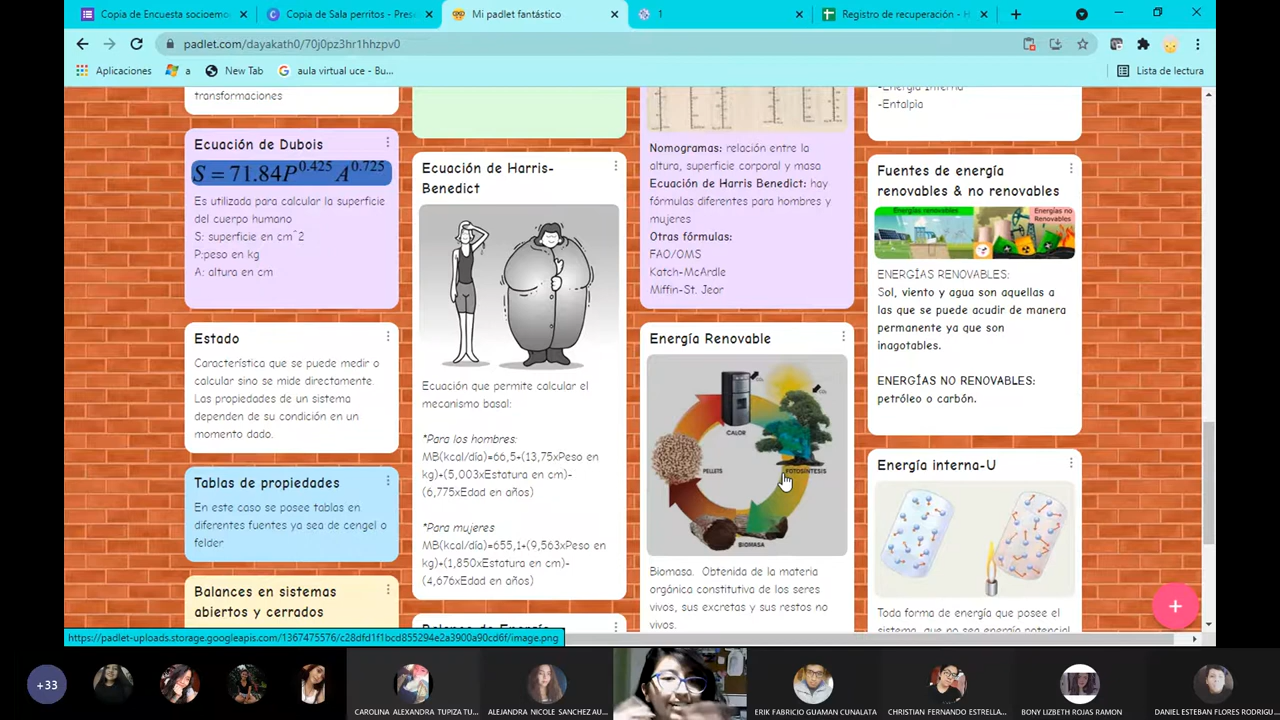 Copia de Encuesta socioemo
Copia de Sala perritos - Prese
Mi padlet fantástico
1
Registro de recuperación - H
padlet.com/dayakath0/70j0pz3hr1hhzpv0
Aplicaciones
a
New Tab
aula virtual uce - Bu...
Lista de lectura
transformaciones
Ecuación de Dubois
S = 71.84P^0.425 A^0.725
Es utilizada para calcular la superficie
del cuerpo humano
S: superficie en cm^2
P:peso en kg
A: altura en cm
Estado
Característica que se puede medir o
calcular sino se mide directamente.
Las propiedades de un sistema
dependen de su condición en un
momento dado.
Tablas de propiedades
En este caso se posee tablas en
diferentes fuentes ya sea de cengel o
felder
Balances en sistemas
abiertos y cerrados
Ecuación de Harris-
Benedict
Ecuación que permite calcular el
mecanismo basal:
*Para los hombres:
MB(kcal/día)=66,5+(13,75xPeso en
kg)+(5,003xEstatura en cm)-
(6,775xEdad en años)
*Para mujeres
MB(kcal/día)=655,1+(9,563xPeso en
kg)+(1,850xEstatura en cm)-
(4,676xEdad en años)
Balance de Energía
Nomogramas: relación entre la
altura, superficie corporal y masa
Ecuación de Harris Benedict: hay
fórmulas diferentes para hombres y
mujeres
Otras fórmulas:
FAO/OMS
Katch-McArdle
Miffin-St. Jeor
Energía Renovable
CALOR
PELLETS
FOTOSÍNTESIS
BIOMASA
Biomasa. Obtenida de la materia
orgánica constitutiva de los seres
vivos, sus excretas y sus restos no
vivos.
-Energía Interna
-Entalpía
Fuentes de energía
renovables & no renovables
Energías renovables
Energías no
Renovables
ENERGÍAS RENOVABLES:
Sol, viento y agua son aquellas a
las que se puede acudir de manera
permanente ya que son
inagotables.
ENERGÍAS NO RENOVABLES:
petróleo o carbón.
Energía interna-U
Toda forma de energía que posee el
sistema, que no sea energía potencial
https://padlet-uploads.storage.googleapis.com/1367475576/c28dfd1f1bcd855294e2a3900a90cd6f/image.png
+33
CAROLINA ALEXANDRA TUPIZA TU...
ALEJANDRA NICOLE SANCHEZ AU...
ERIK FABRICIO GUAMAN CUNALATA
CHRISTIAN FERNANDO ESTRELLA...
BONY LIZBETH ROJAS RAMON
DANIEL ESTEBAN FLORES RODRIGU...